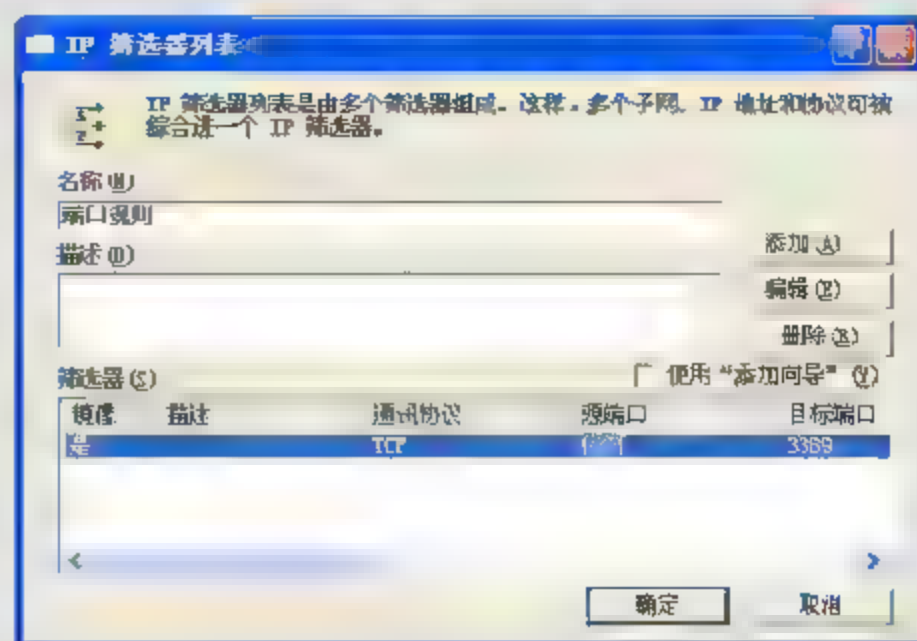 IP 筛选器列表
IP 筛选器列表是由多个筛选器组成。这样,多个子网、IP 地址和协议可被
综合进一个 IP 筛选器。
名称(N)
端口规则
描述(D)
添加(A)
编辑(E)
删除(R)
筛选器(S)
使用“添加向导”(W)
镜像 描述 通讯协议 源端口 目标端口
是 TCP 3389
确定 取消